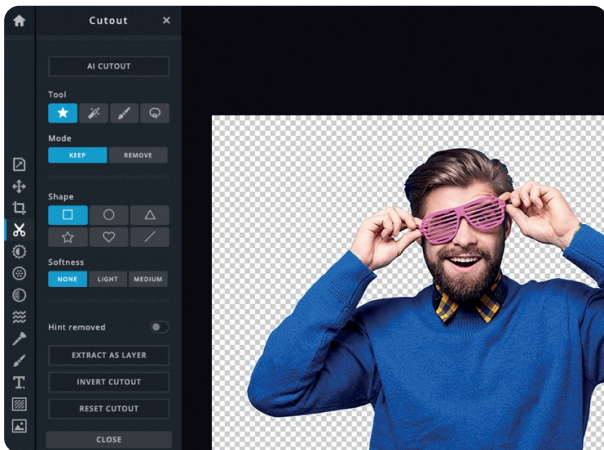 Cutout
AI CUTOUT
Tool
Mode
KEEP REMOVE
Shape
Softness
NONE LIGHT MEDIUM
Hint removed
EXTRACT AS LAYER
INVERT CUTOUT
RESET CUTOUT
CLOSE